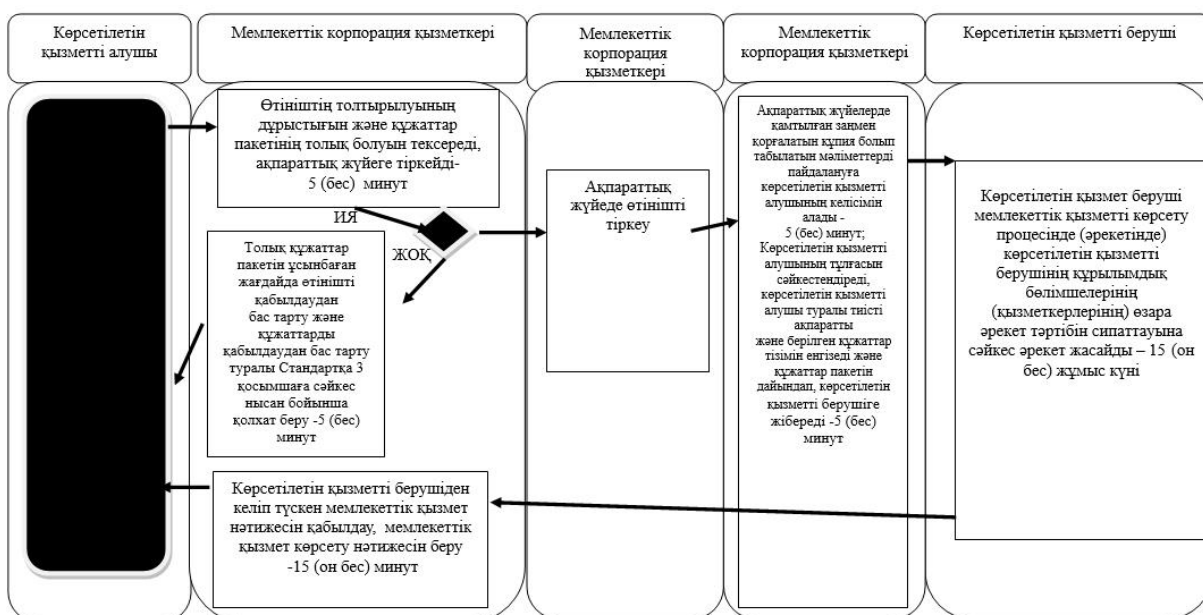 Көрсетілетін
қызметті алушы
Мемлекеттік корпорация қызметкері
Мемлекеттік
корпорация
қызметкері
Мемлекеттік
корпорация қызметкері
Көрсетілетін қызметті беруші
Өтініштің толтырылуының
дұрыстығын және құжаттар
пакетінің толық болуын тексереді,
ақпараттық жүйеге тіркейді-
5 (бес) минут
ИЯ
ЖОҚ
Толық құжаттар
пакетін ұсынбаған
жағдайда өтінішті
қабылдаудан
бас тарту және
құжаттарды
қабылдаудан бас тарту
туралы Стандартқа 3
қосымшаға сәйкес
нысан бойынша
қолхат беру -5 (бес)
минут
Ақпараттық
жүйеде өтінішті
тіркеу
Ақпараттық жүйелерде
қамтылған заңмен
қорғалатын құпия болып
табылатын мәліметтерді
пайдалануға
көрсетілетін қызметті
алушының келісімін
алады -
5 (бес) минут;
Көрсетілетін қызметті
алушының тұлғасын
сәйкестендіреді,
көрсетілетін қызметті
алушы туралы тиісті
ақпаратты
және берілген құжаттар
тізімін енгізеді және
құжаттар пакетін
дайындап, көрсетілетін
қызметті берушіге
жібереді -5 (бес)
минут
Көрсетілетін қызмет беруші
мемлекеттік қызметті көрсету
процесінде (әрекетінде)
көрсетілетін қызметті
берушінің құрылымдық
бөлімшелерінің
(қызметкерлерінің) өзара
әрекет тәртібін сипаттауына
сәйкес әрекет жасайды – 15 (он
бес) жұмыс күні
Көрсетілетін қызметті берушіден
келіп түскен мемлекеттік қызмет
нәтижесін қабылдау, мемлекеттік
қызмет көрсету нәтижесін беру
-15 (он бес) минут